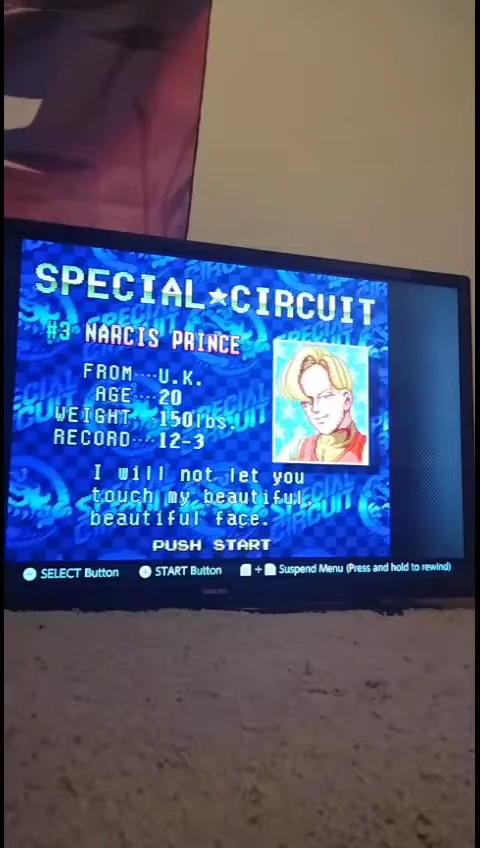 SPECIAL★CIRCUIT
#3 NARCIS PRINCE
FROM···U.K.
AGE···20
WEIGHT···150lbs.
RECORD···12-3
I will not let you
touch my beautiful,
beautiful face.
PUSH START
SELECT Button
START Button
+ Suspend Menu (Press and hold to rewind)